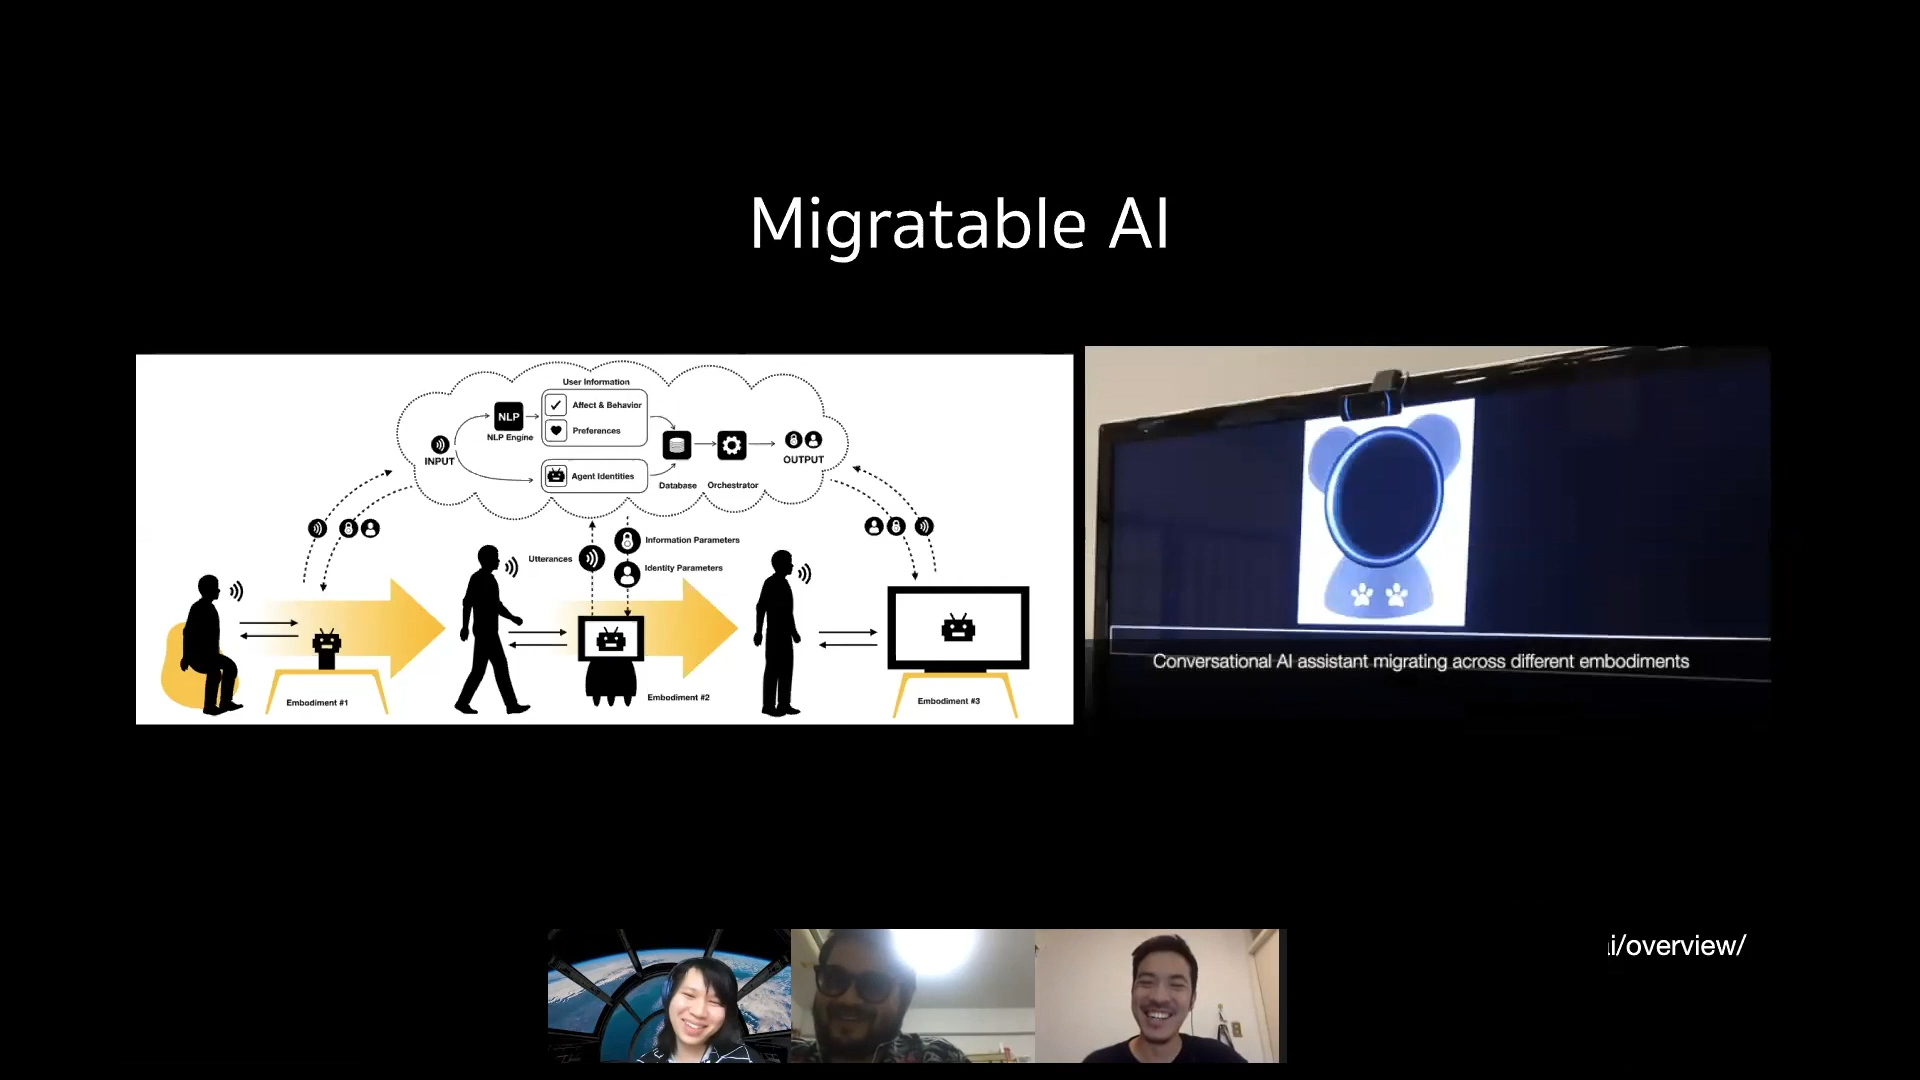 Migratable AI
User Information
NLP
NLP Engine
Affect & Behavior
Preferences
INPUT
Agent Identities
Database
Orchestrator
OUTPUT
Utterances
Information Parameters
Identity Parameters
Embodiment #1
Embodiment #2
Embodiment #3
Conversational AI assistant migrating across different embodiments
i/overview/